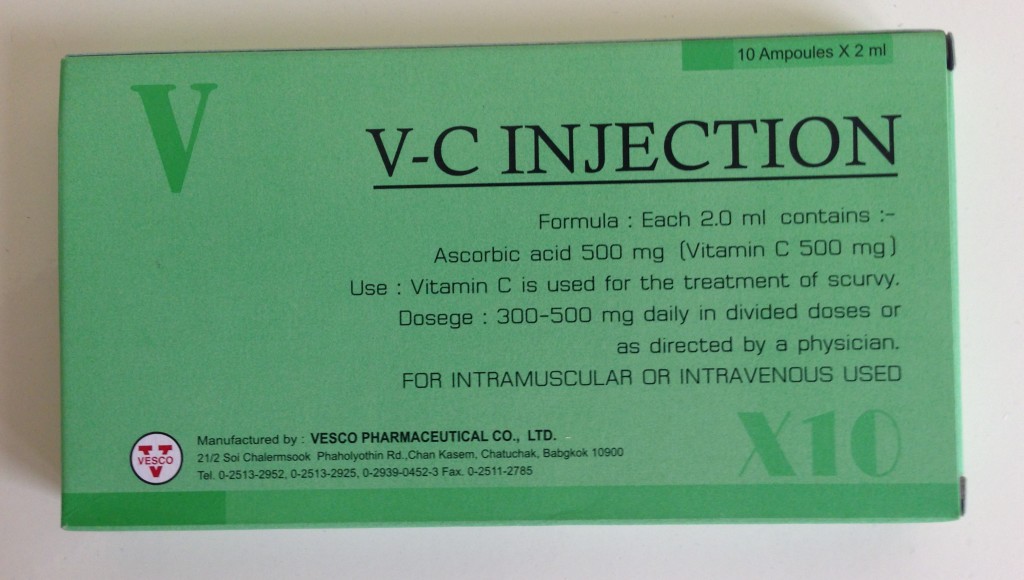 10 Ampoules X 2 ml
V
V-C INJECTION
Formula : Each 2.0 ml contains :-
Ascorbic acid 500 mg (Vitamin C 500 mg)
Use : Vitamin C is used for the treatment of scurvy.
Dosege : 300-500 mg daily in divided doses or
as directed by a physician.
FOR INTRAMUSCULAR OR INTRAVENOUS USED
X10
V
VESCO
Manufactured by : VESCO PHARMACEUTICAL CO., LTD.
21/2 Soi Chalermsook Phaholyothin Rd.,Chan Kasem, Chatuchak, Babgkok 10900
Tel. 0-2513-2952, 0-2513-2925, 0-2939-0452-3 Fax. 0-2511-2785